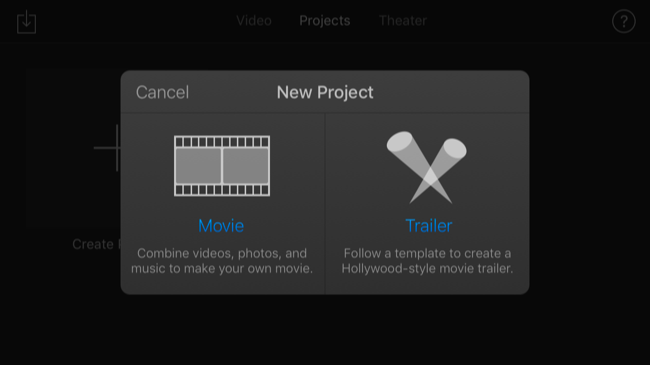 Video Projects Theater ?
Cancel New Project
Movie Trailer
Combine videos, photos, and
music to make your own movie.
Follow a template to create a
Hollywood-style movie trailer.
Create